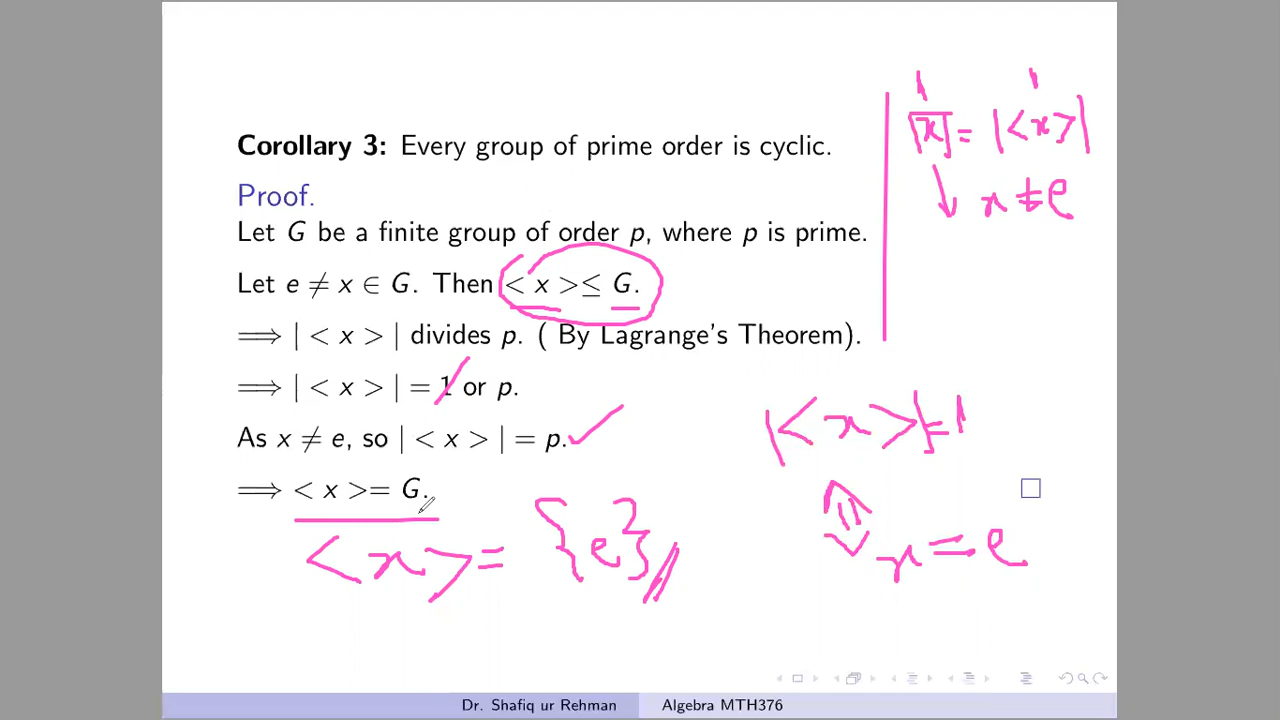 Corollary 3: Every group of prime order is cyclic.
Proof.
Let G be a finite group of order p, where p is prime.
Let e ≠ x ∈ G. Then < x >≤ G.
⟹ | < x > | divides p. ( By Lagrange's Theorem).
⟹ | < x > | = 1 or p.
As x ≠ e, so | < x > | = p.
⟹ < x >= G.
<x> = {e}
|x| = |<x>|
x ≠ e
|<x>| = 1
x = e
Dr. Shafiq ur Rehman Algebra MTH376